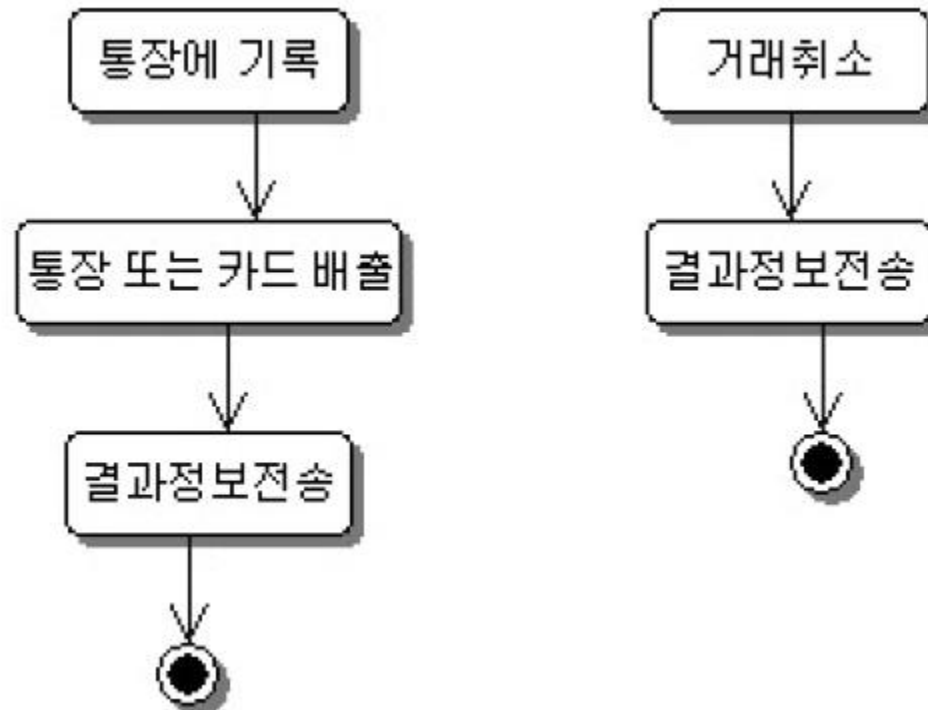 통장에 기록
통장 또는 카드 배출
결과정보전송
거래취소
결과정보전송